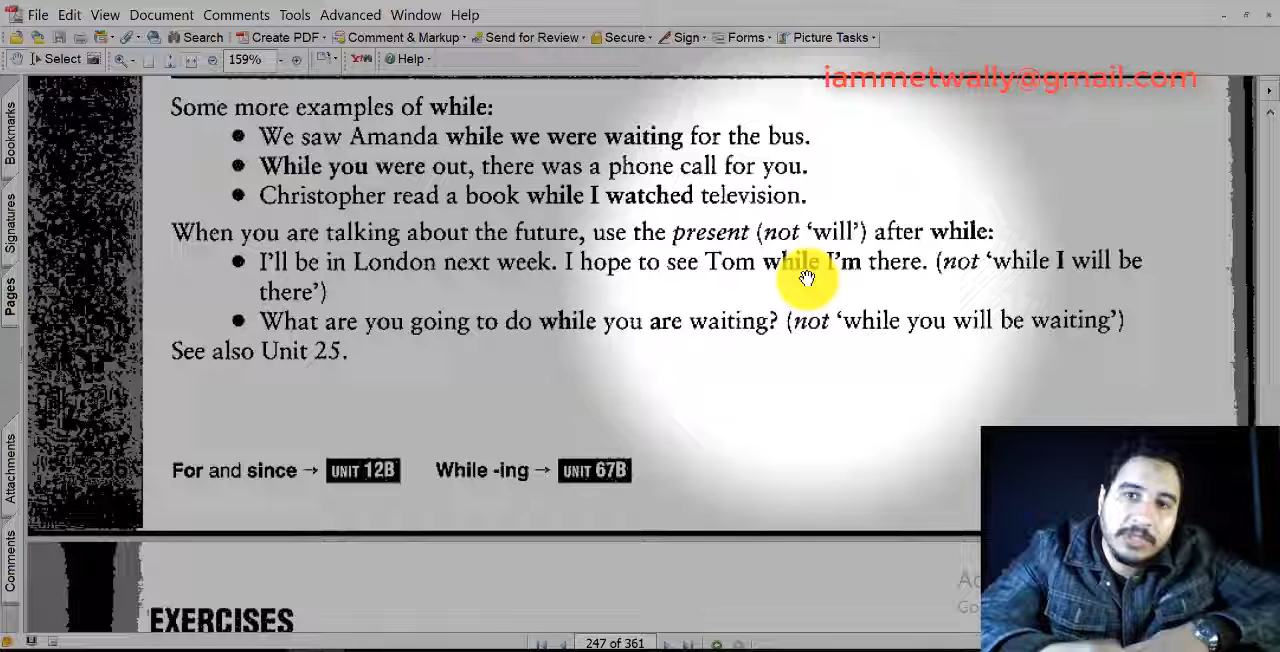 File Edit View Document Comments Tools Advanced Window Help
Search Create PDF Comment & Markup Send for Review Secure Sign Forms Picture Tasks
Select 159% Help
iammetwally@gmail.com
Bookmarks
Signatures
Pages
Attachments
Comments
Some more examples of while:
● We saw Amanda while we were waiting for the bus.
● While you were out, there was a phone call for you.
● Christopher read a book while I watched television.
When you are talking about the future, use the present (not ‘will’) after while:
● I’ll be in London next week. I hope to see Tom while I’m there. (not ‘while I will be
there’)
● What are you going to do while you are waiting? (not ‘while you will be waiting’)
See also Unit 25.
236
For and since → UNIT 12B While -ing → UNIT 67B
EXERCISES
247 of 361